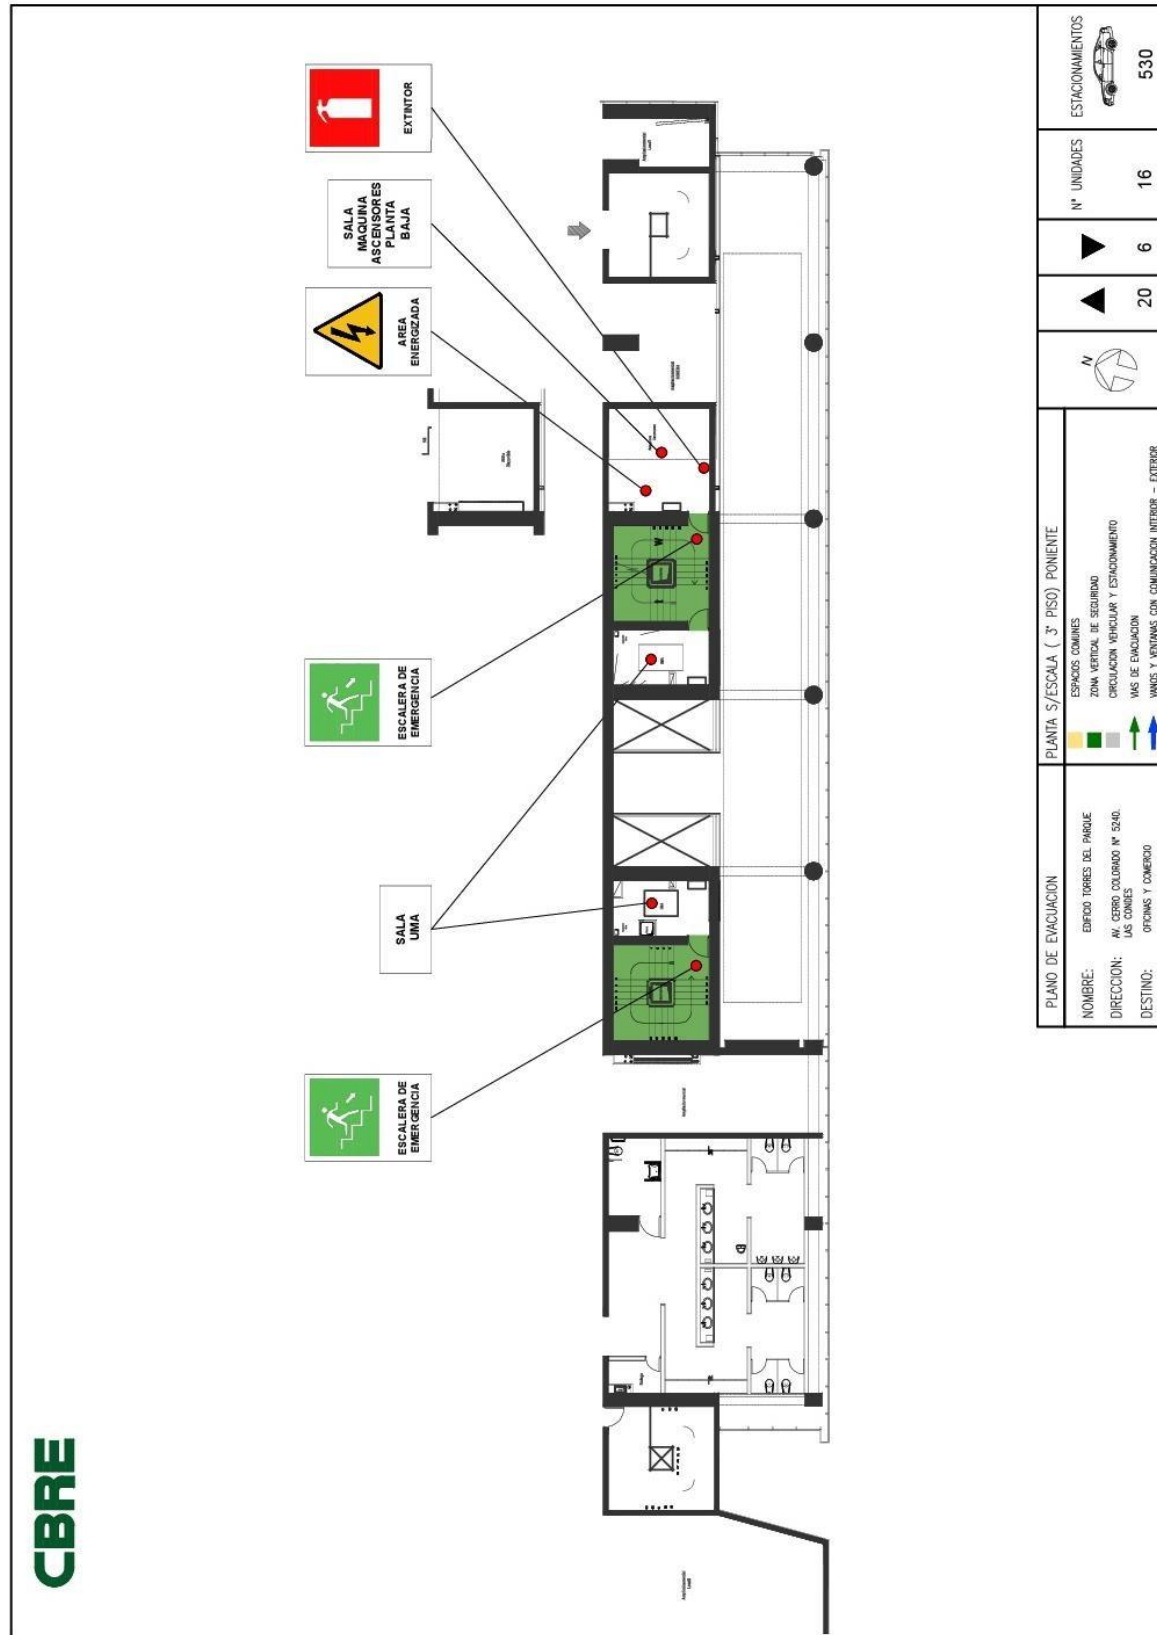 CBRE
ESCALERA DE
EMERGENCIA
SALA
UMA
ESCALERA DE
EMERGENCIA
AREA
ENERGIZADA
SALA
MAQUINA
ASCENSORES
PLANTA
BAJA
EXTINTOR
PLANO DE EVACUACION
NOMBRE: EDIFICIO TORRES DEL PARQUE
DIRECCION: AV. CERRO COLORADO Nº 5240.
LAS CONDES
DESTINO: OFICINAS Y COMERCIO
PLANTA S/ESCALA ( 3° PISO) PONIENTE
ESPACIOS COMUNES
ZONA VERTICAL DE SEGURIDAD
CIRCULACION VEHICULAR Y ESTACIONAMIENTO
VIAS DE EVACUACION
VANOS Y VENTANAS CON COMUNICACION INTERIOR - EXTERIOR
N
20
6
Nº UNIDADES
16
ESTACIONAMIENTOS
530